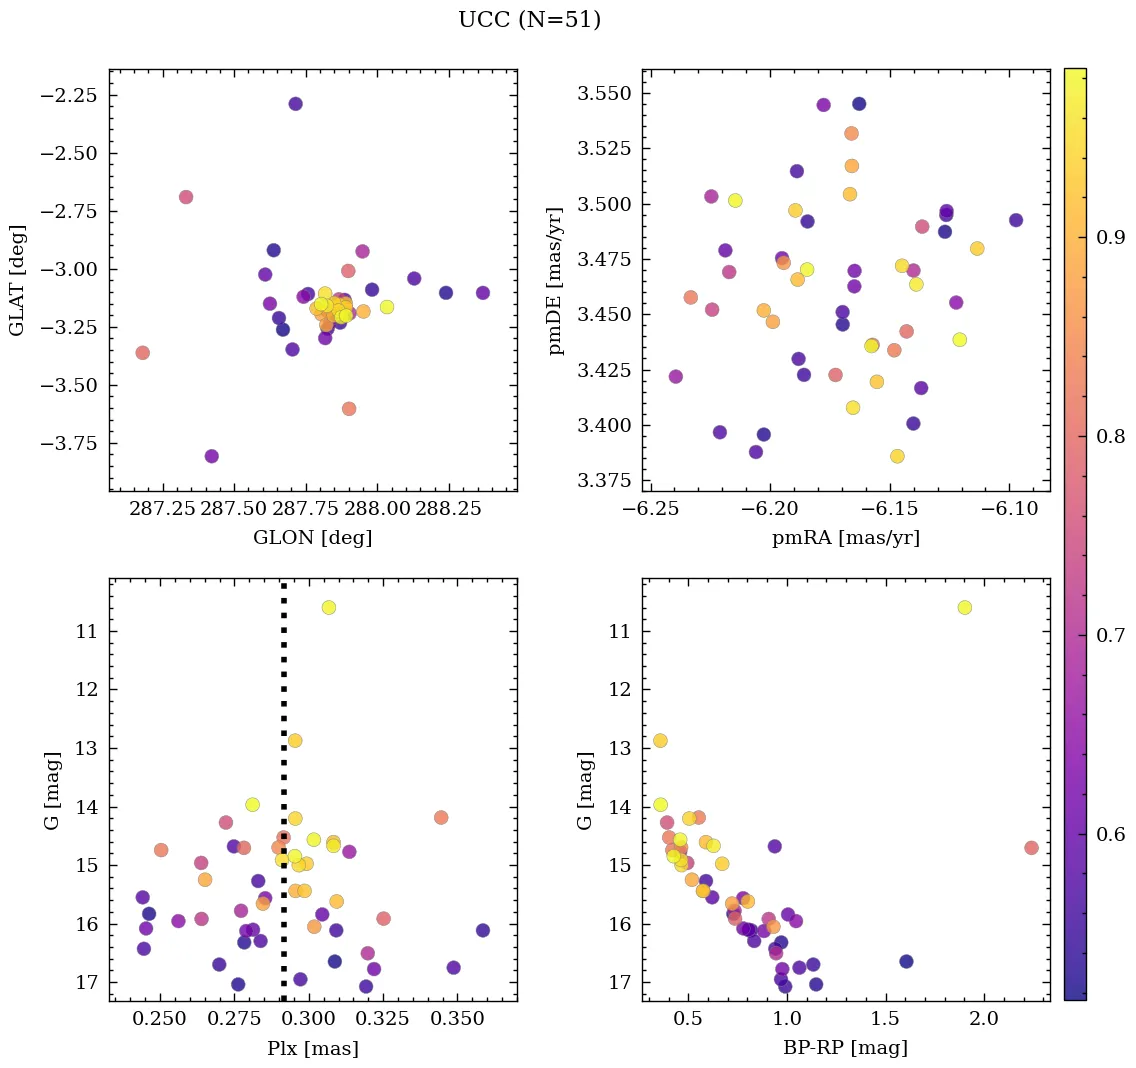 UCC (N=51)
GLAT [deg]
−2.25
−2.50
−2.75
−3.00
−3.25
−3.50
−3.75
287.25 287.50 287.75 288.00 288.25
GLON [deg]
pmDE [mas/yr]
3.550
3.525
3.500
3.475
3.450
3.425
3.400
3.375
−6.25 −6.20 −6.15 −6.10
pmRA [mas/yr]
G [mag]
11
12
13
14
15
16
17
0.250 0.275 0.300 0.325 0.350
Plx [mas]
G [mag]
11
12
13
14
15
16
17
0.5 1.0 1.5 2.0
BP-RP [mag]
0.9
0.8
0.7
0.6